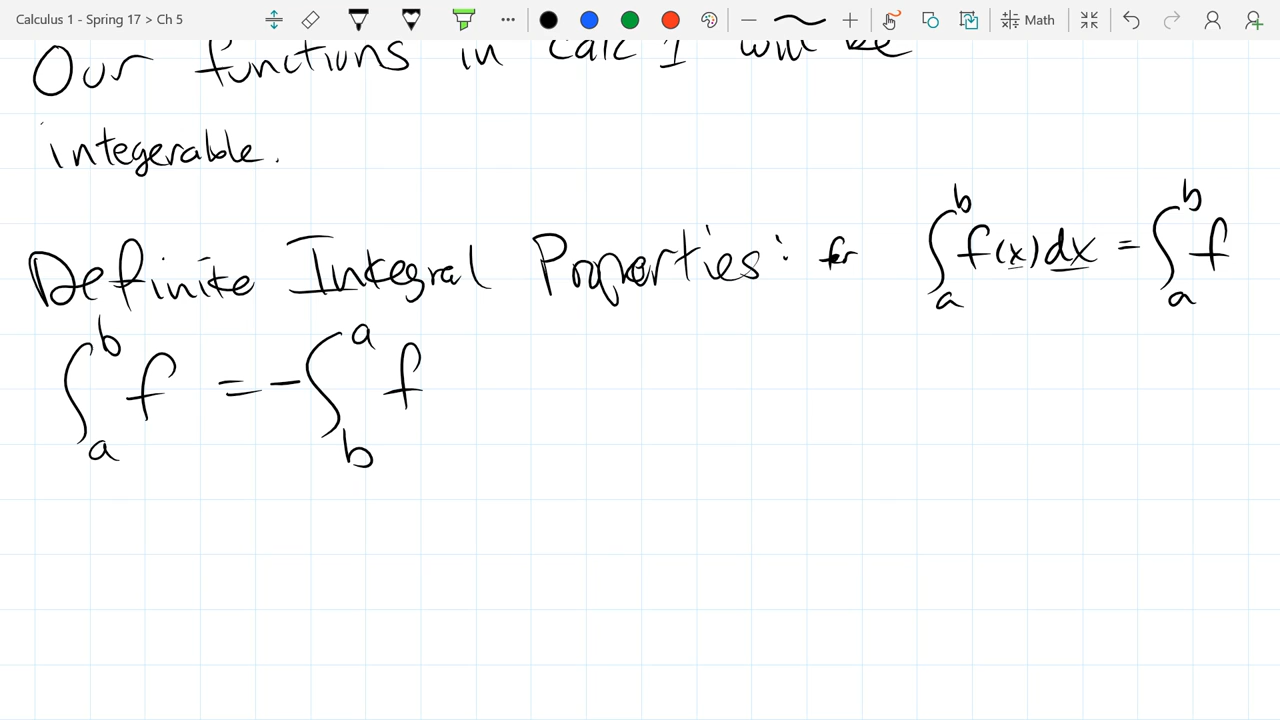 Calculus 1 - Spring 17 > Ch 5
Math
Our functions in calc 1 will be
integerable.
Definite Integral Properties: for ∫_a^b f(x)dx = ∫_a^b f
∫_a^b f = -∫_b^a f